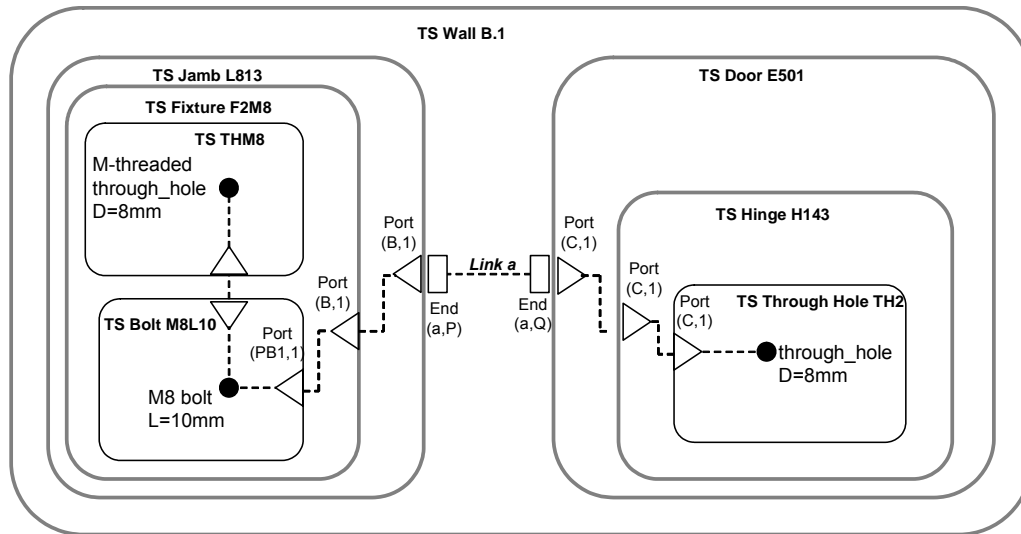 TS Wall B.1
TS Jamb L813
TS Fixture F2M8
TS THM8
M-threaded
through_hole
D=8mm
TS Bolt M8L10
Port
(PB1,1)
M8 bolt
L=10mm
Port
(B,1)
Port
(B,1)
End
(a,P)
Link a
End
(a,Q)
Port
(C,1)
TS Door E501
TS Hinge H143
Port
(C,1)
Port
(C,1)
TS Through Hole TH2
through_hole
D=8mm